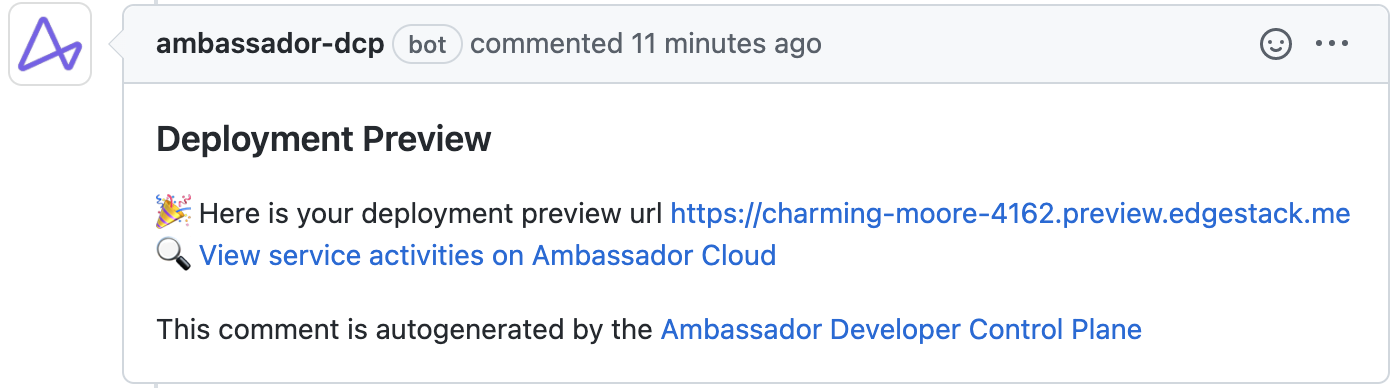 ambassador-dcp bot commented 11 minutes ago
Deployment Preview
🎉 Here is your deployment preview url https://charming-moore-4162.preview.edgestack.me
🔍 View service activities on Ambassador Cloud
This comment is autogenerated by the Ambassador Developer Control Plane